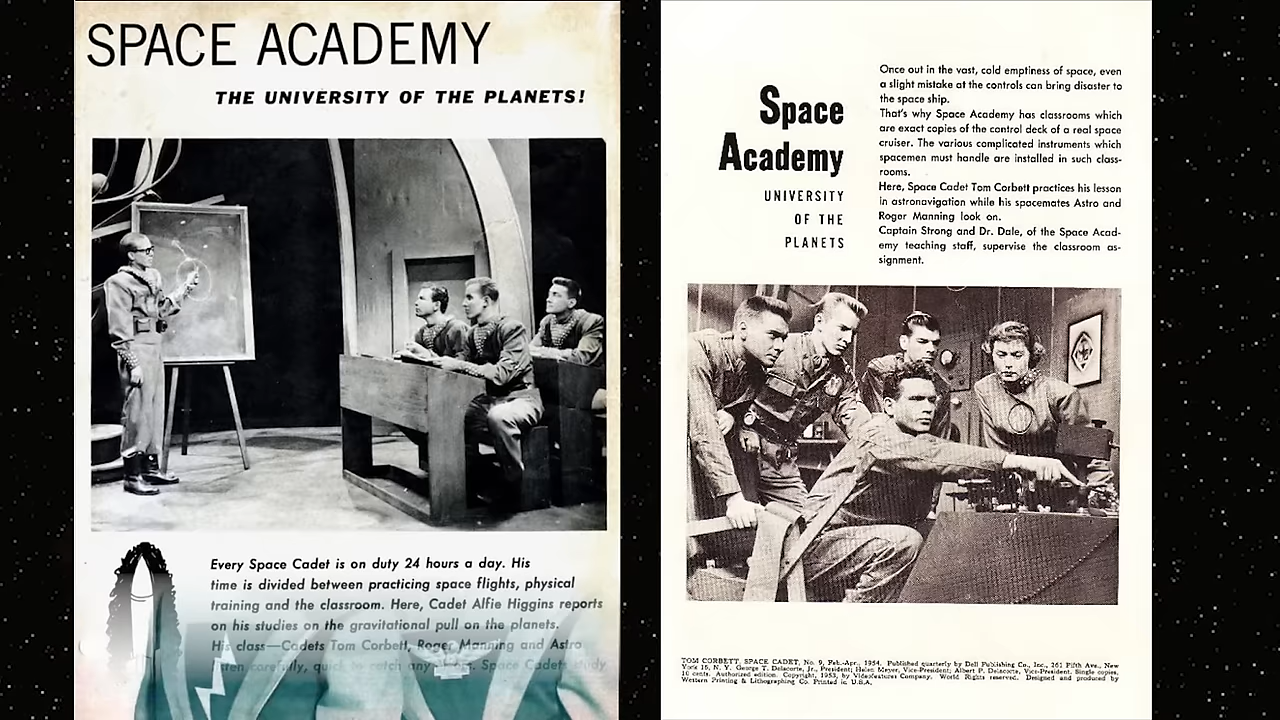 SPACE ACADEMY
THE UNIVERSITY OF THE PLANETS!
Every Space Cadet is on duty 24 hours a day. His
time is divided between practicing space flights, physical
training and the classroom. Here, Cadet Alfie Higgins reports
on his studies on the gravitational pull on the planets.
His class—Cadets Tom Corbett, Roger Manning and Astro
listen carefully, quick to catch any Space Cadets study
Space
Academy
UNIVERSITY
OF THE
PLANETS
Once out in the vast, cold emptiness of space, even
a slight mistake at the controls can bring disaster to
the space ship.
That's why Space Academy has classrooms which
are exact copies of the control deck of a real space
cruiser. The various complicated instruments which
spacemen must handle are installed in such class-
rooms.
Here, Space Cadet Tom Corbett practices his lesson
in astronavigation while his spacemates Astro and
Roger Manning look on.
Captain Strong and Dr. Dale, of the Space Acad-
emy teaching staff, supervise the classroom as-
signment.
TOM CORBETT, SPACE CADET, No. 9, Feb.-Apr., 1954. Published quarterly by Dell Publishing Co., Inc., 261 Fifth Ave., New
York 16, N. Y. George T. Delacorte, Jr., President; Helen Meyer, Vice-President; Albert P. Delacorte, Vice-President. Single copies,
10 cents. Authorized edition. Copyright, 1953, by Videofeatures Company. World Rights reserved. Designed and produced by
Western Printing & Lithographing Co. Printed in U.S.A.